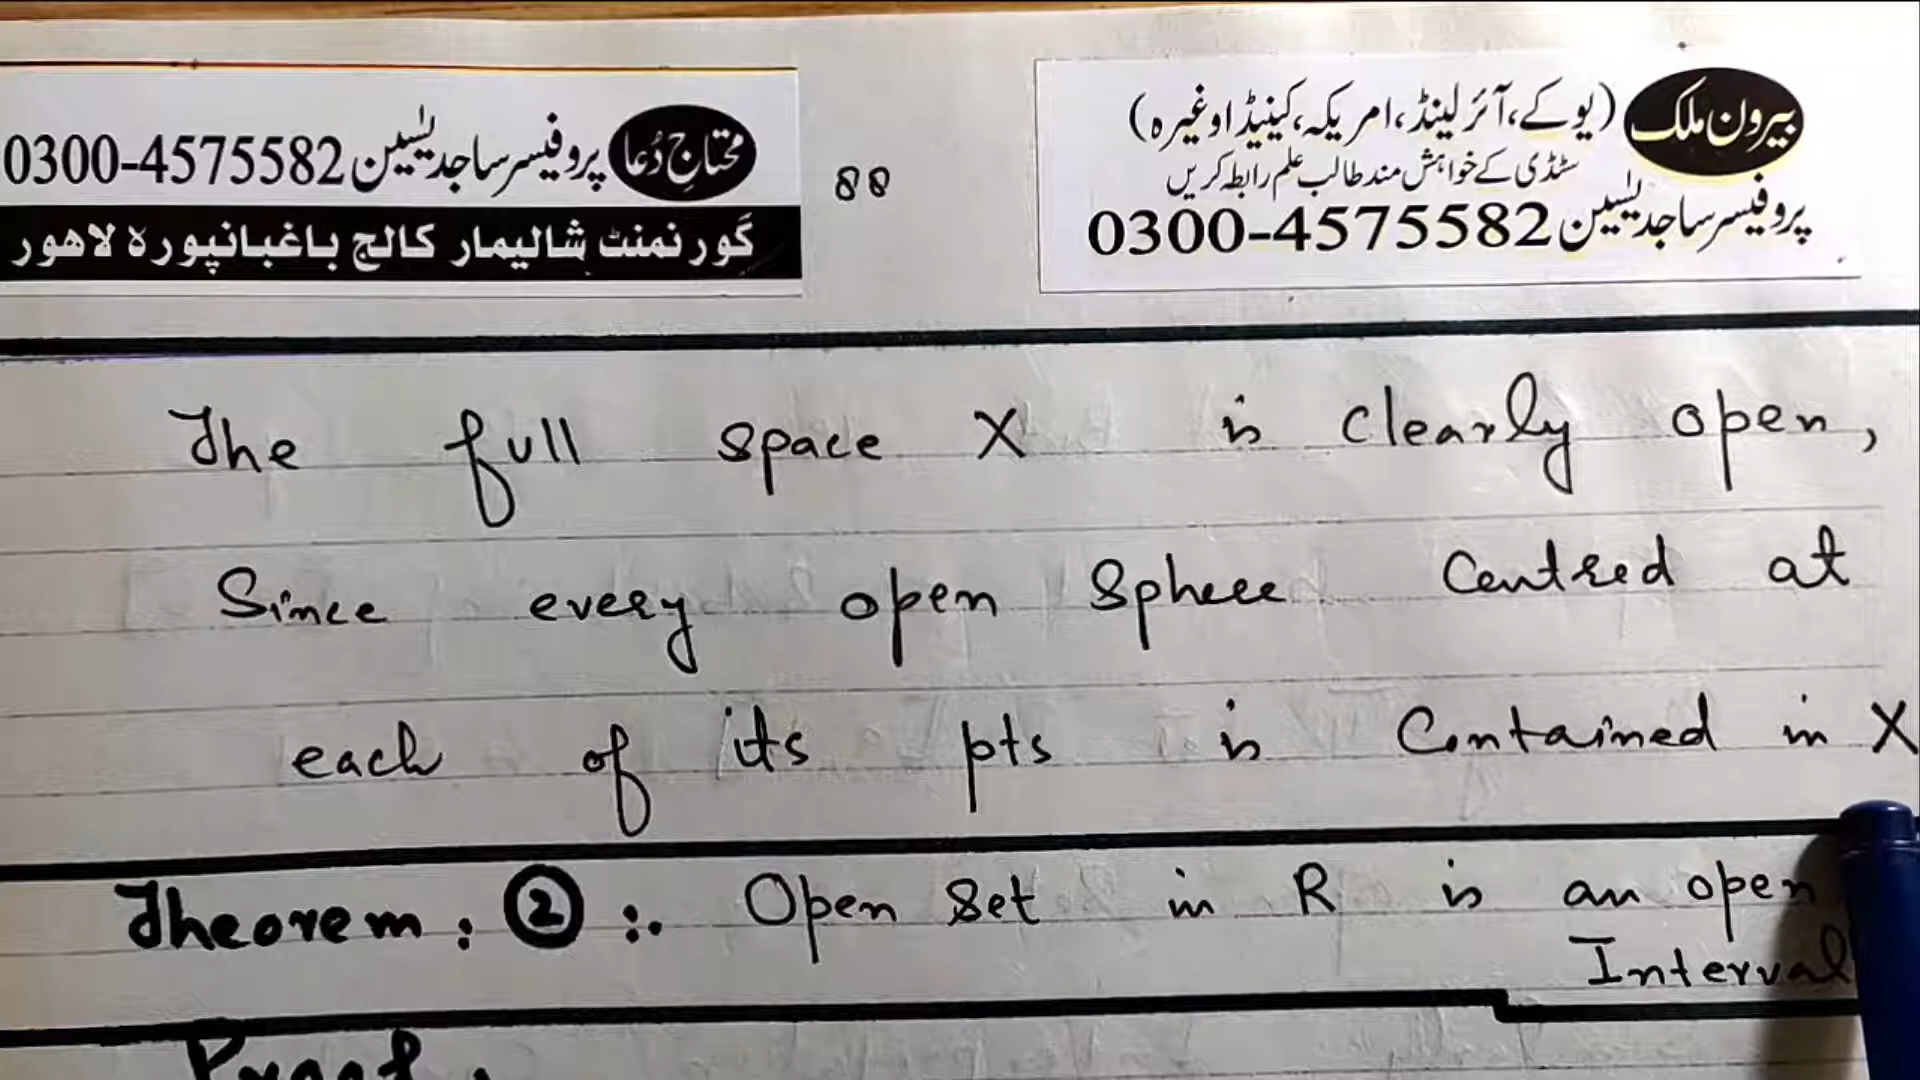 محتاجِ دُعا پروفیسر ساجد یٰسین 0300-4575582
گورنمنٹ شالیمار کالج باغبانپورہ لاہور
88
بیرون ملک (یو کے، آئر لینڈ، امریکہ، کینیڈا وغیرہ)
سٹڈی کے خواہش مند طالب علم رابطہ کریں
پروفیسر ساجد یٰسین 0300-4575582
The full space X is clearly open,
Since every open Sphere Centred at
each of its pts is Contained in X
Theorem : ② :. Open Set in R is an open
Interval
Proof :